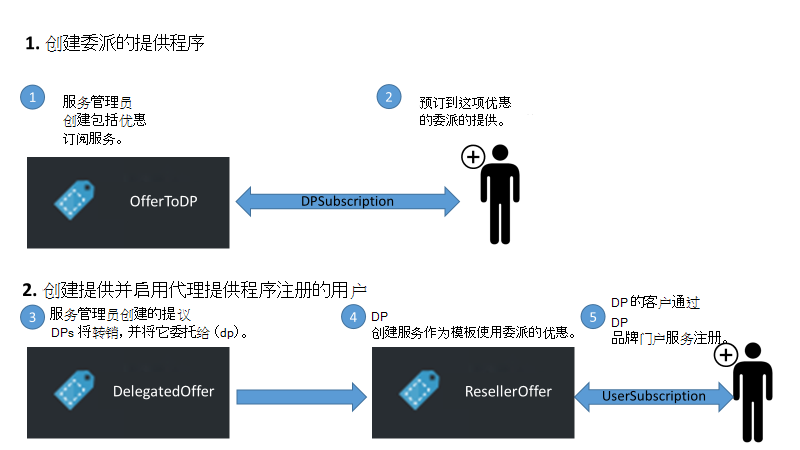 1. 创建委派的提供程序
1
服务管理员
创建包括优惠
订阅服务。
2
预订到这项优惠
的委派的提供。
OfferToDP
DPSubscription
2. 创建提供并启用代理提供程序注册的用户
3
服务管理员创建的提议
DPs 将转销，并将它委托给 (dp)。
4
DP
创建服务作为模板使用委派的优惠。
5
DP 的客户通过
DP
品牌门户服务注册。
DelegatedOffer
ResellerOffer
UserSubscription